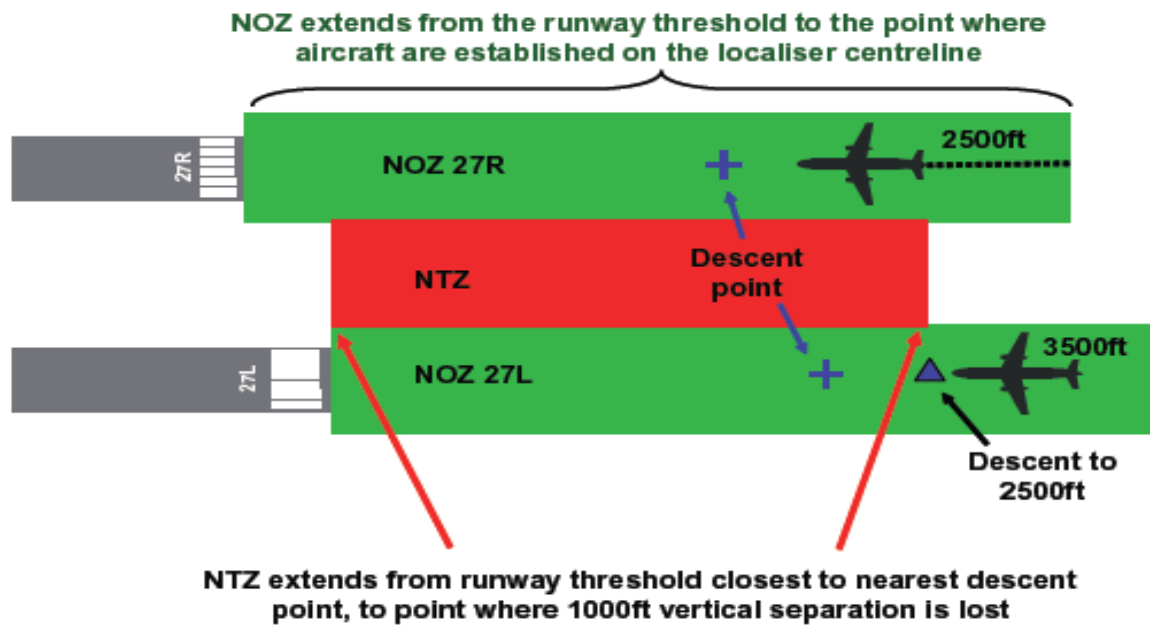 NOZ extends from the runway threshold to the point where
aircraft are established on the localiser centreline
27R
NOZ 27R
2500ft
NTZ
Descent
point
27L
NOZ 27L
3500ft
Descent to
2500ft
NTZ extends from runway threshold closest to nearest descent
point, to point where 1000ft vertical separation is lost